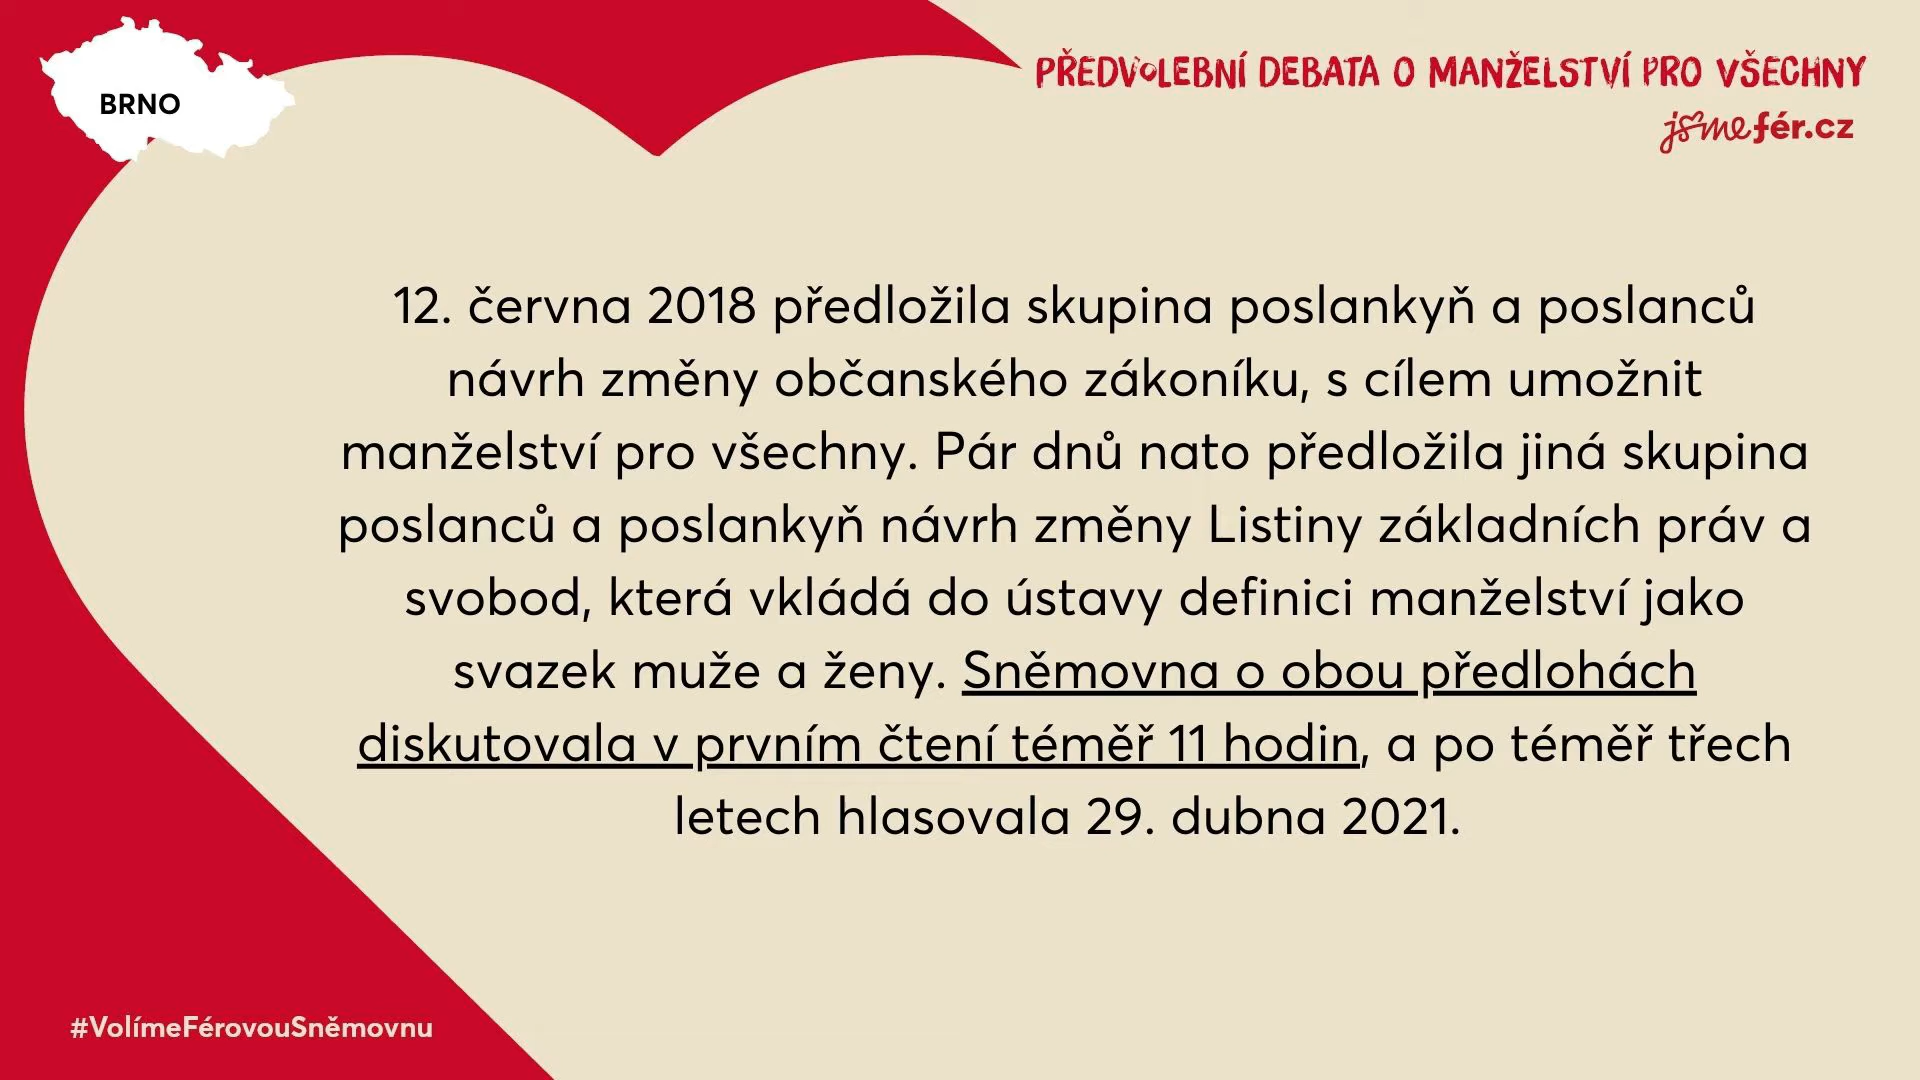 BRNO
PŘEDVOLEBNÍ DEBATA O MANŽELSTVÍ PRO VŠECHNY
jsme fér.cz
12. června 2018 předložila skupina poslankyň a poslanců
návrh změny občanského zákoníku, s cílem umožnit
manželství pro všechny. Pár dnů nato předložila jiná skupina
poslanců a poslankyň návrh změny Listiny základních práv a
svobod, která vkládá do ústavy definici manželství jako
svazek muže a ženy. Sněmovna o obou předlohách
diskutovala v prvním čtení téměř 11 hodin, a po téměř třech
letech hlasovala 29. dubna 2021.
#VolímeFérovouSněmovnu